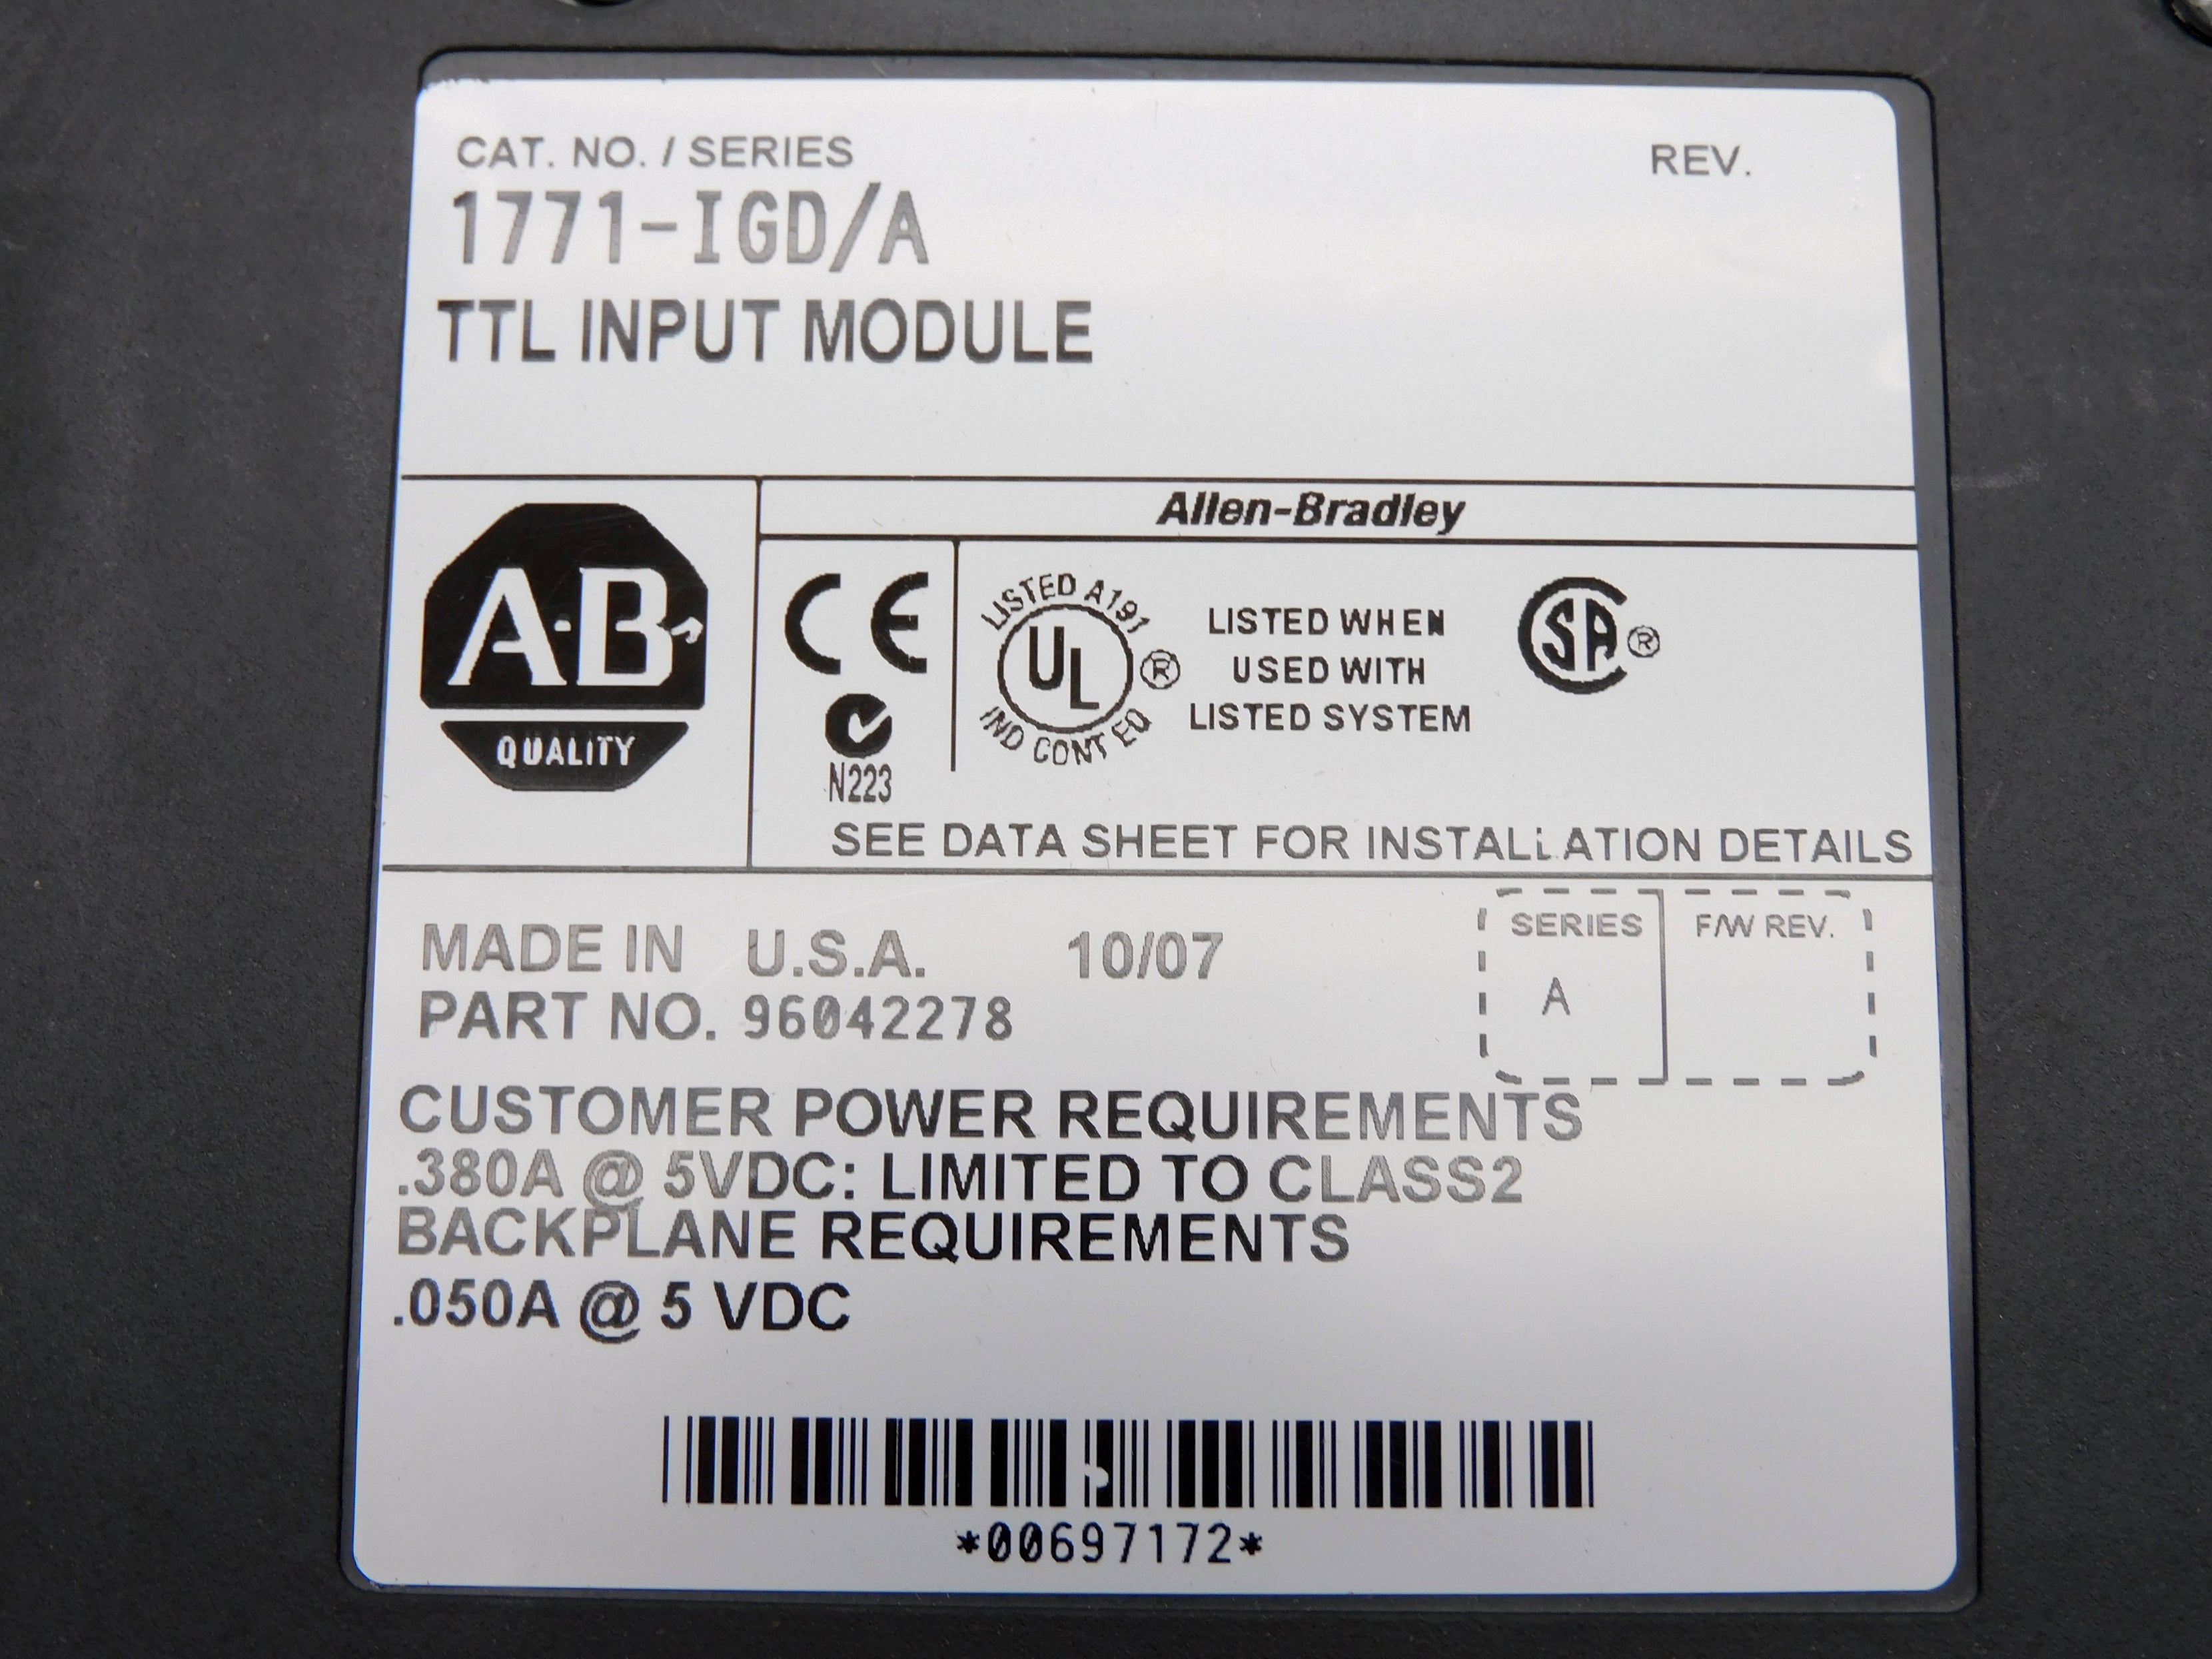 CAT. NO. / SERIES
REV.
1771-IGD/A
TTL INPUT MODULE
Allen-Bradley
A-B
QUALITY
CE
N223
LISTED A191
UL ®
IND CONT EQ
LISTED WHEN
USED WITH
LISTED SYSTEM
SA ®
SEE DATA SHEET FOR INSTALLATION DETAILS
MADE IN U.S.A. 10/07
PART NO. 96042278
SERIES
A
F/W REV.
CUSTOMER POWER REQUIREMENTS
.380A @ 5VDC: LIMITED TO CLASS2
BACKPLANE REQUIREMENTS
.050A @ 5 VDC
*00697172*